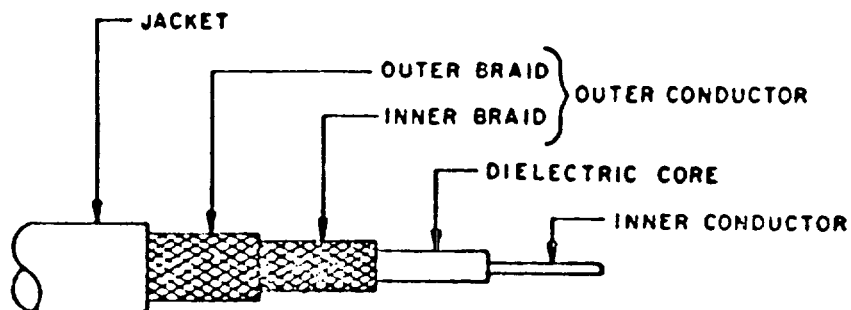 JACKET
OUTER BRAID
INNER BRAID
OUTER CONDUCTOR
DIELECTRIC CORE
INNER CONDUCTOR